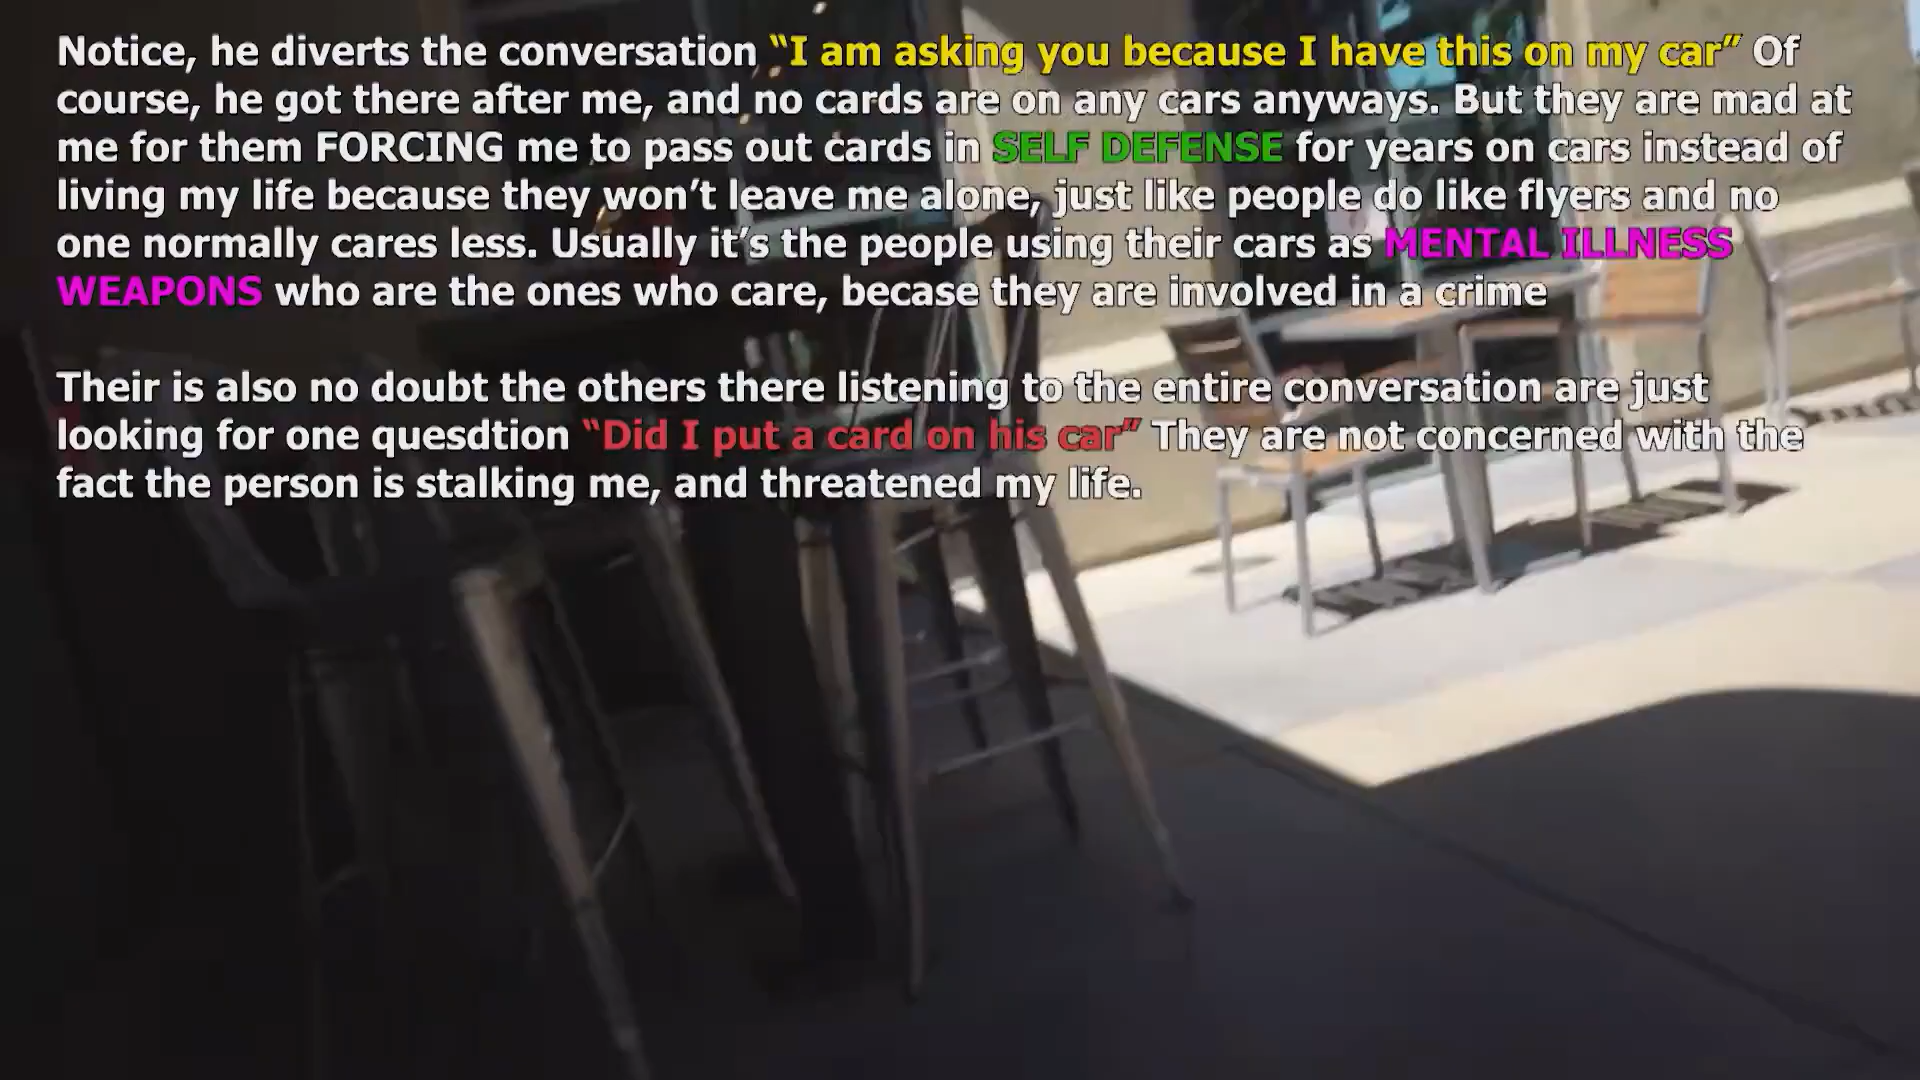 Notice, he diverts the conversation “I am asking you because I have this on my car” Of
course, he got there after me, and no cards are on any cars anyways. But they are mad at
me for them FORCING me to pass out cards in SELF DEFENSE for years on cars instead of
living my life because they won’t leave me alone, just like people do like flyers and no
one normally cares less. Usually it’s the people using their cars as MENTAL ILLNESS
WEAPONS who are the ones who care, becase they are involved in a crime
Their is also no doubt the others there listening to the entire conversation are just
looking for one quesdtion “Did I put a card on his car” They are not concerned with the
fact the person is stalking me, and threatened my life.